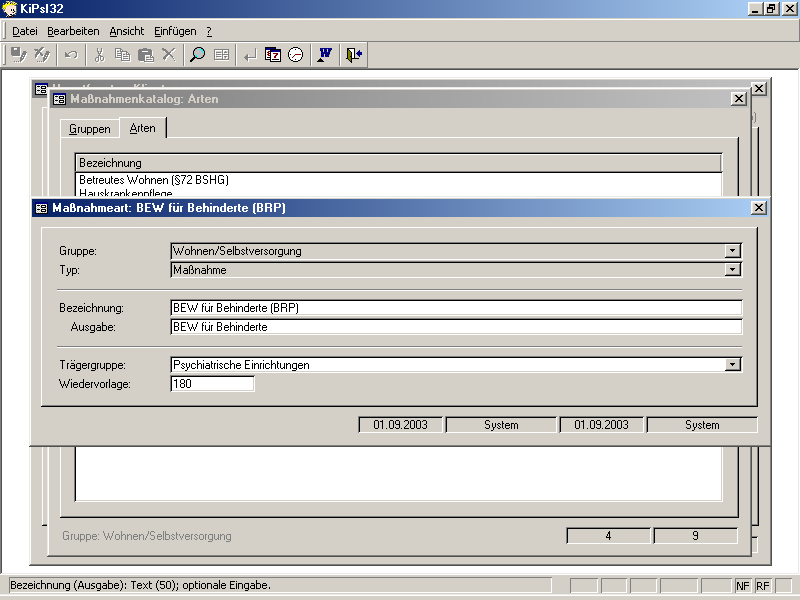 KiPsI32
Datei Bearbeiten Ansicht Einfügen ?
Maßnahmenkatalog: Arten
Gruppen Arten
Bezeichnung
Betreutes Wohnen (§72 BSHG)
Hauskrankenpflege
Maßnahmeart: BEW für Behinderte (BRP)
Gruppe: Wohnen/Selbstversorgung
Typ: Maßnahme
Bezeichnung: BEW für Behinderte (BRP)
Ausgabe: BEW für Behinderte
Trägergruppe: Psychiatrische Einrichtungen
Wiedervorlage: 180
01.09.2003 System 01.09.2003 System
Gruppe: Wohnen/Selbstversorgung 4 9
Bezeichnung (Ausgabe): Text (50); optionale Eingabe. NF RF